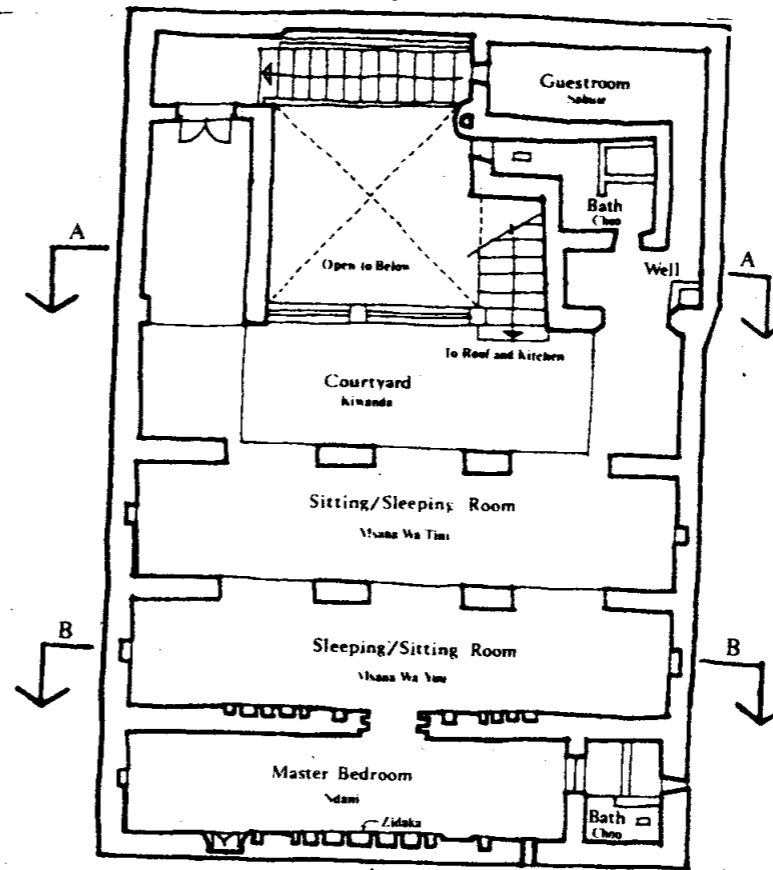 Guestroom
Sabule
Bath
Choo
A
A
Well
Open to Below
To Roof and Kitchen
Courtyard
Kiwanda
Sitting/Sleeping Room
Msana Wa Tini
B
B
Sleeping/Sitting Room
Msana Wa Yuu
Master Bedroom
Ndani
Zidaka
Bath
Choo